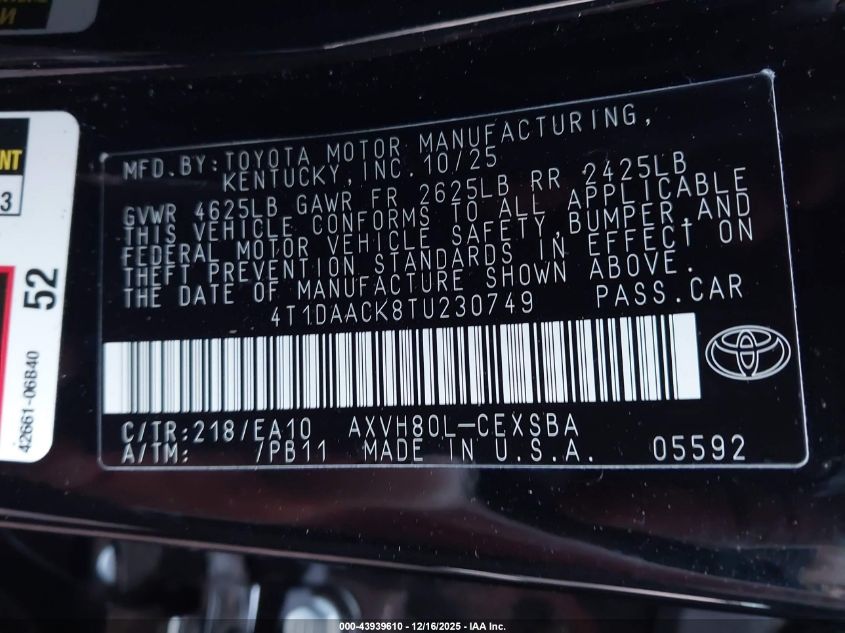 MFD.BY:TOYOTA MOTOR MANUFACTURING,
KENTUCKY, INC.10/25
GVWR 4625LB GAWR FR 2625LB RR 2425LB
THIS VEHICLE CONFORMS TO ALL APPLICABLE
FEDERAL MOTOR VEHICLE SAFETY,BUMPER,AND
THEFT PREVENTION STANDARDS IN EFFECT ON
THE DATE OF MANUFACTURE SHOWN ABOVE.
4T1DAACK8TU230749 PASS.CAR
C/TR:218/EA10 AXVH80L-CEXSBA
A/TM: /PB11 MADE IN U.S.A. 05592
NT
3
52
42661-06B40
000-43939610 - 12/16/2025 - IAA Inc.